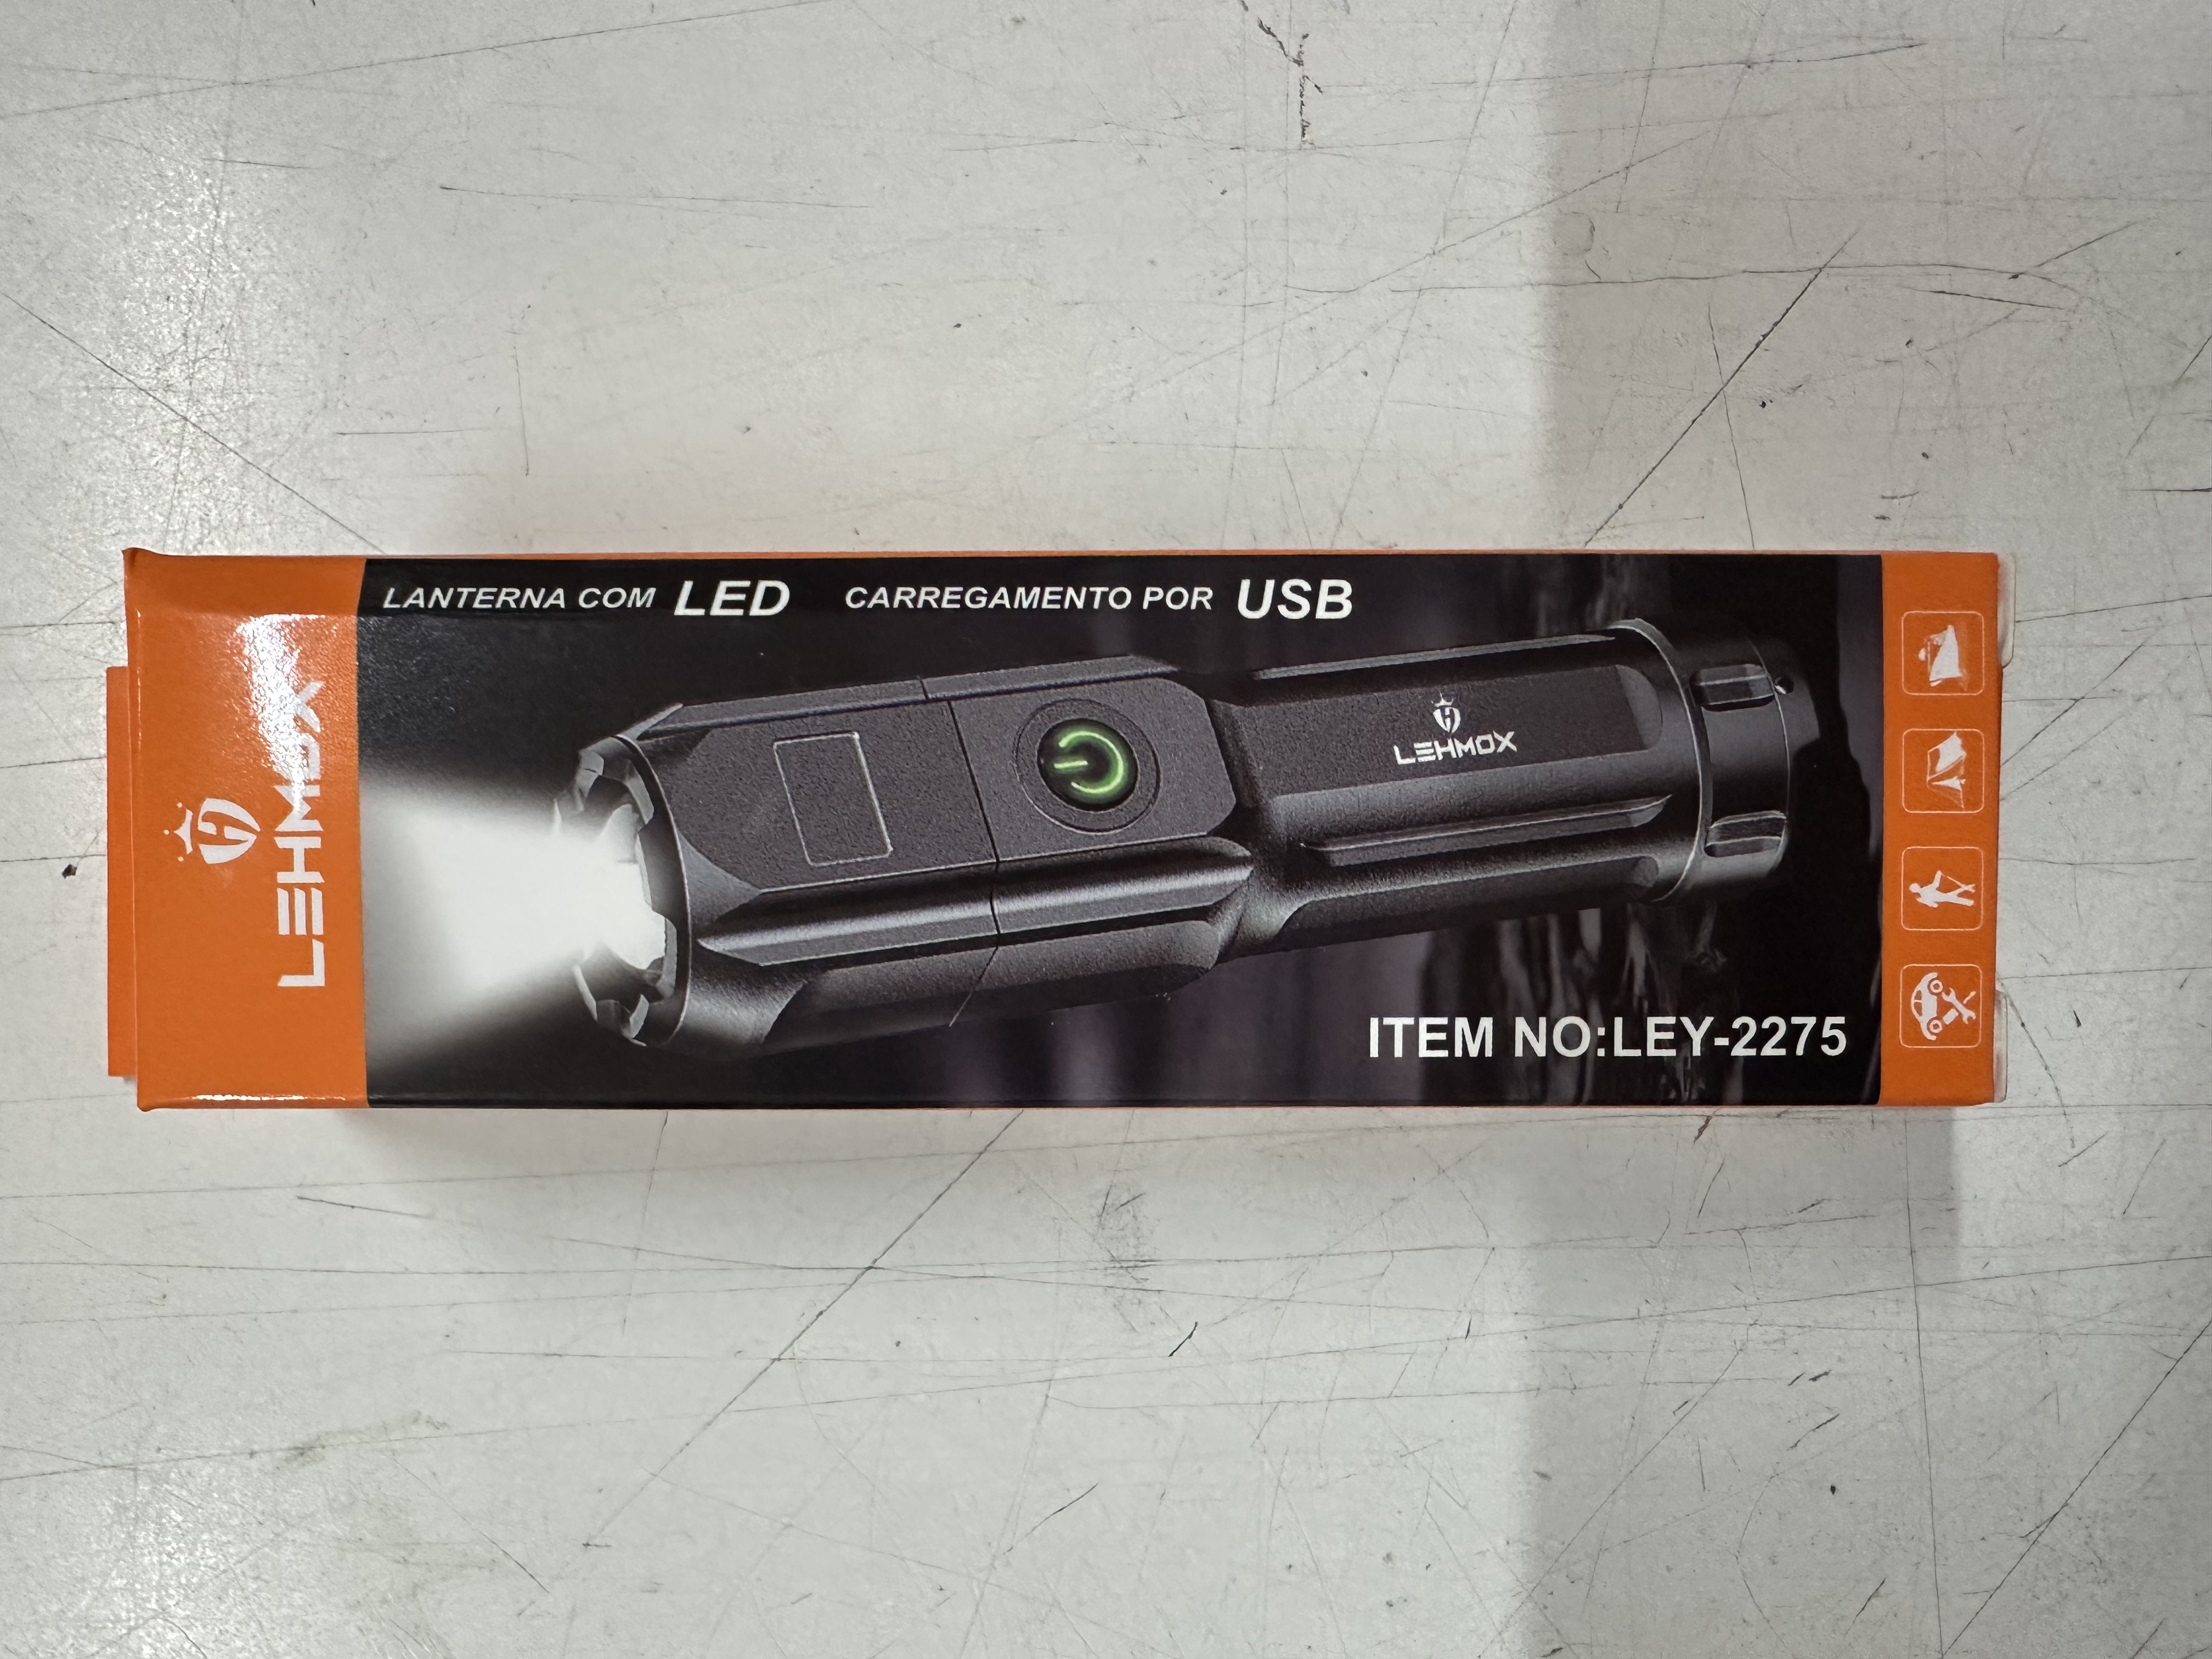 LANTERNA COM LED CARREGAMENTO POR USB
LEHMOX
LEHMOX
ITEM NO:LEY-2275